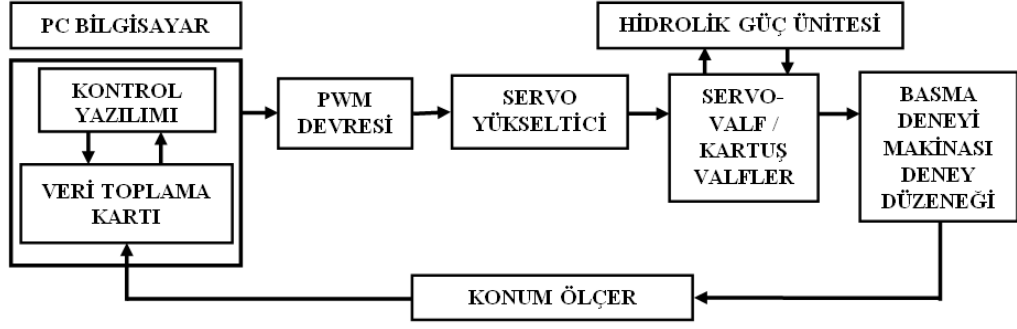 PC BİLGİSAYAR
HİDROLİK GÜÇ ÜNİTESİ
KONTROL
YAZILIMI
VERİ TOPLAMA
KARTI
PWM
DEVRESİ
SERVO
YÜKSELTİCİ
SERVO-
VALF /
KARTUŞ
VALFLER
BASMA
DENEYİ
MAKİNASI
DENEY
DÜZENEĞİ
KONUM ÖLÇER